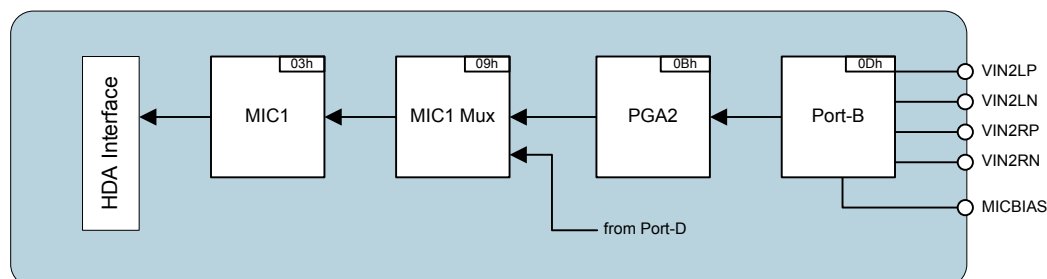 03h
09h
0Bh
0Dh
HDA Interface
MIC1
MIC1 Mux
PGA2
Port-B
VIN2LP
VIN2LN
VIN2RP
VIN2RN
MICBIAS
from Port-D